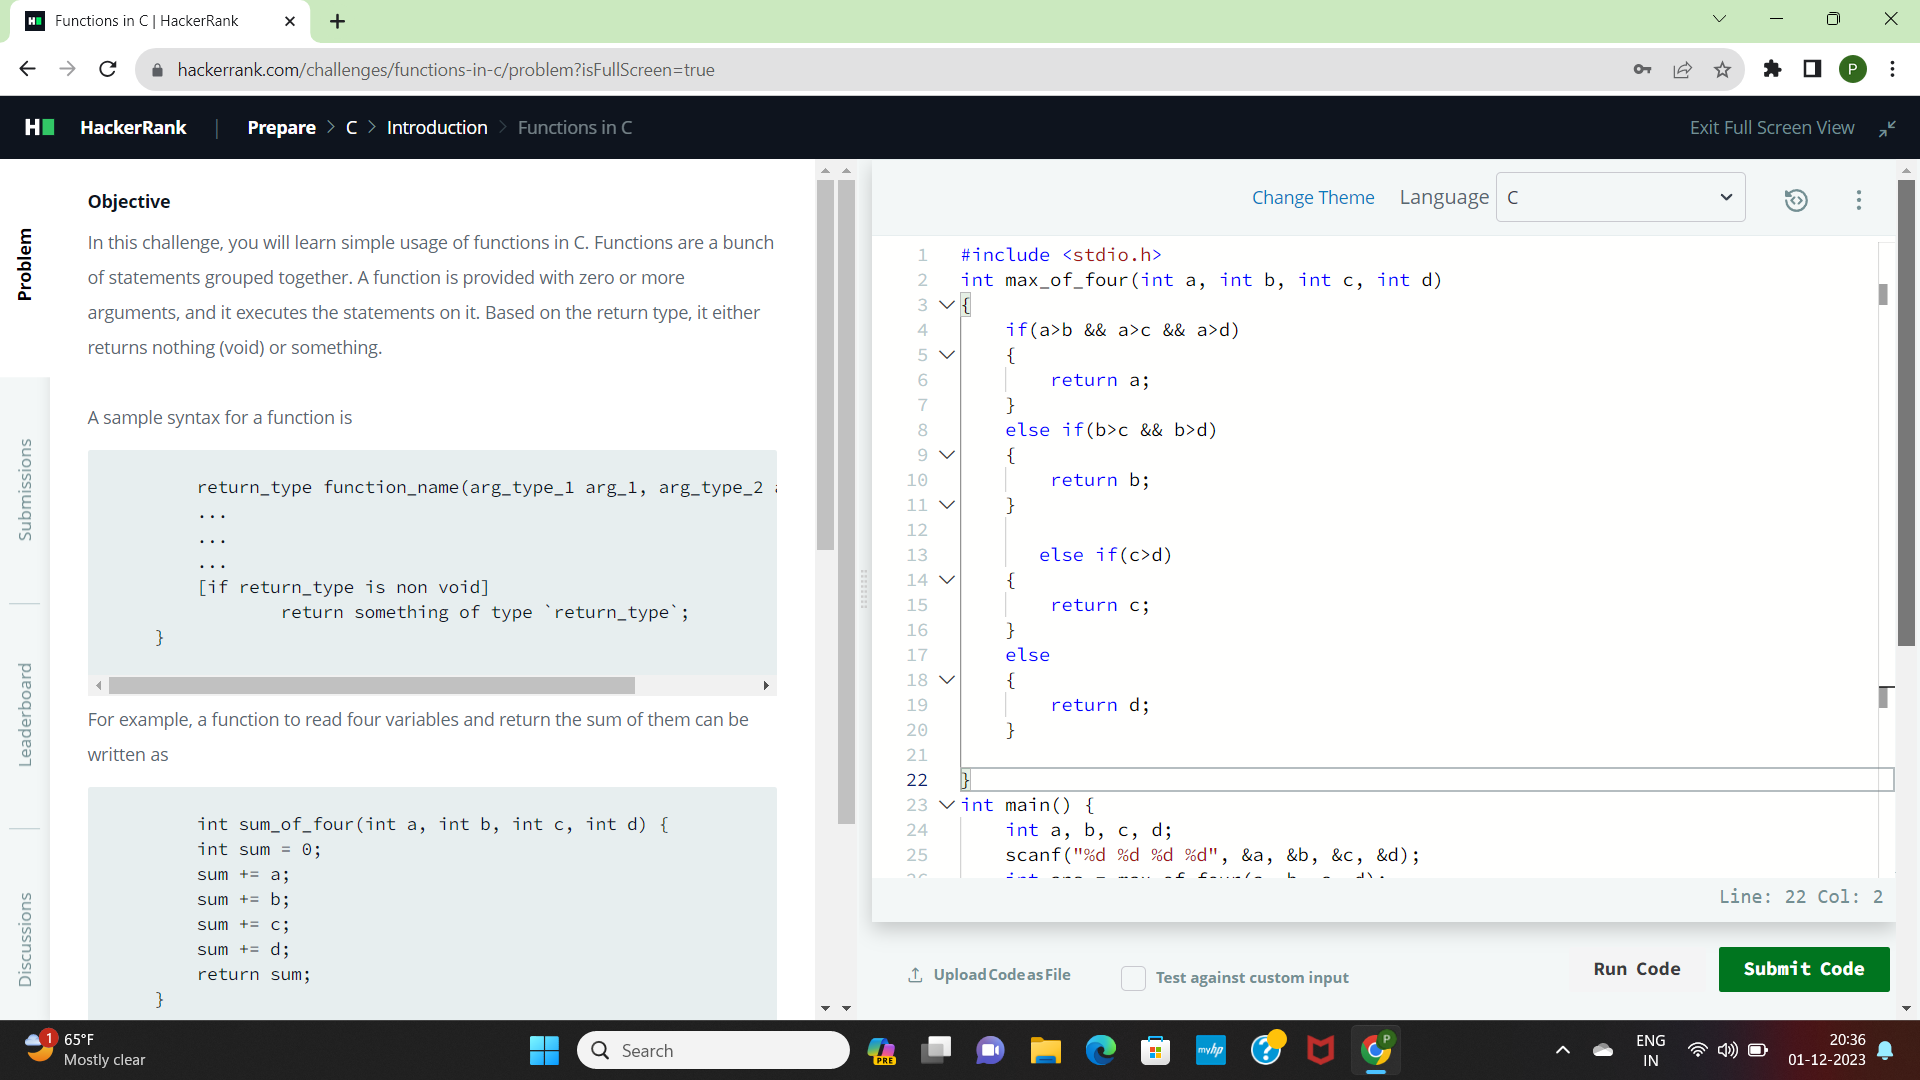 Functions in C | HackerRank
hackerrank.com/challenges/functions-in-c/problem?isFullScreen=true
P
HackerRank | Prepare > C > Introduction > Functions in C
Exit Full Screen View
Problem
Submissions
Leaderboard
Discussions
Objective
In this challenge, you will learn simple usage of functions in C. Functions are a bunch
of statements grouped together. A function is provided with zero or more
arguments, and it executes the statements on it. Based on the return type, it either
returns nothing (void) or something.
A sample syntax for a function is
return_type function_name(arg_type_1 arg_1, arg_type_2
...
...
...
[if return_type is non void]
return something of type `return_type`;
}
For example, a function to read four variables and return the sum of them can be
written as
int sum_of_four(int a, int b, int c, int d) {
int sum = 0;
sum += a;
sum += b;
sum += c;
sum += d;
return sum;
}
Change Theme Language C
1 #include <stdio.h>
2 int max_of_four(int a, int b, int c, int d)
3 {
4 if(a>b && a>c && a>d)
5 {
6 return a;
7 }
8 else if(b>c && b>d)
9 {
10 return b;
11 }
12
13 else if(c>d)
14 {
15 return c;
16 }
17 else
18 {
19 return d;
20 }
21
22 }
23 int main() {
24 int a, b, c, d;
25 scanf("%d %d %d %d", &a, &b, &c, &d);
Line: 22 Col: 2
Upload Code as File
Test against custom input
Run Code
Submit Code
1
65°F
Mostly clear
Search
PRE
myhp
P
ENG
IN
20:36
01-12-2023